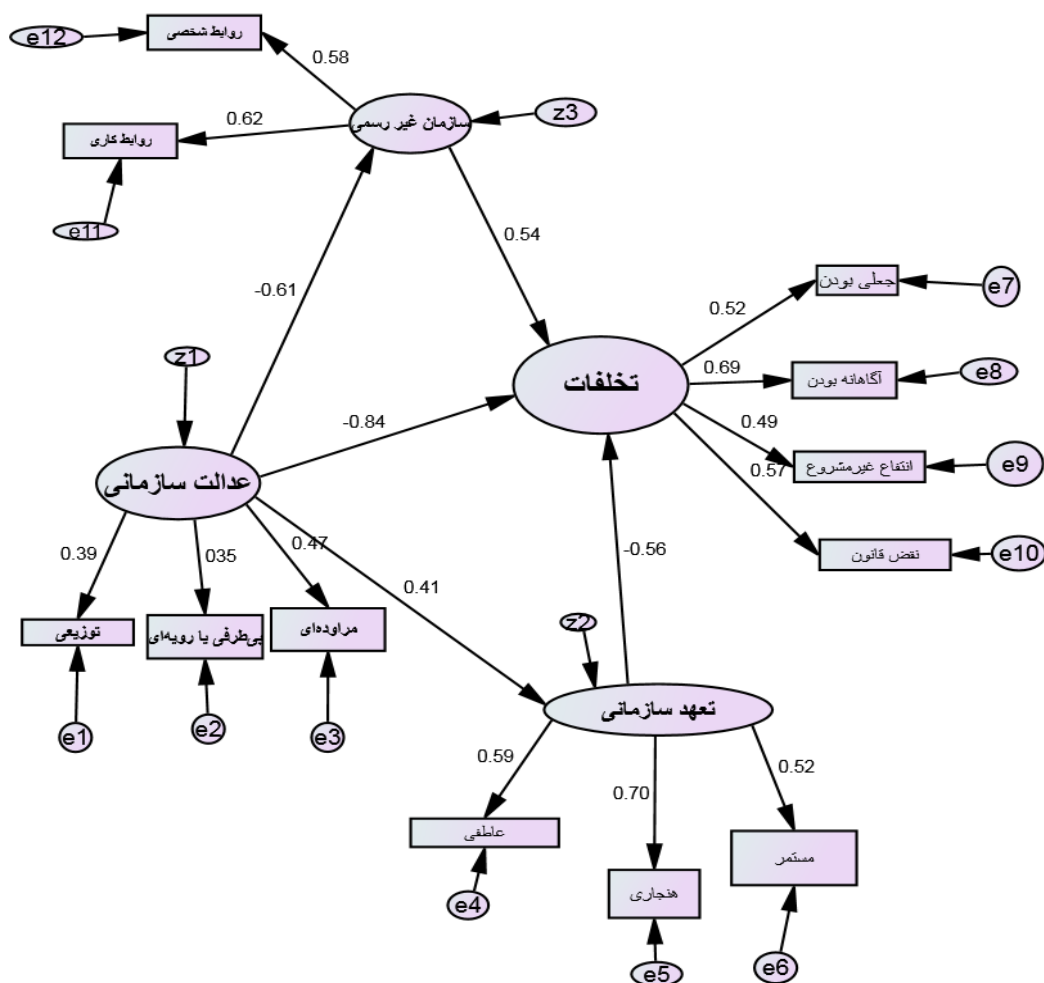 e12
روابط شخصی
0.58
سازمان غیر رسمی
z3
0.62
روابط کاری
e11
0.54
-0.61
جعلی بودن
e7
0.52
z1
تخلفات
0.69
آگاهانه بودن
e8
-0.84
0.49
عدالت سازمانی
انتفاع غیرمشروع
e9
0.57
0.39
035
0.47
-0.56
نقض قانون
e10
0.41
توزیعی
بی‌طرفی یا رویه‌ای
مراوده‌ای
z2
e1
e2
e3
تعهد سازمانی
0.59
0.70
0.52
عاطفی
مستمر
هنجاری
e4
e5
e6